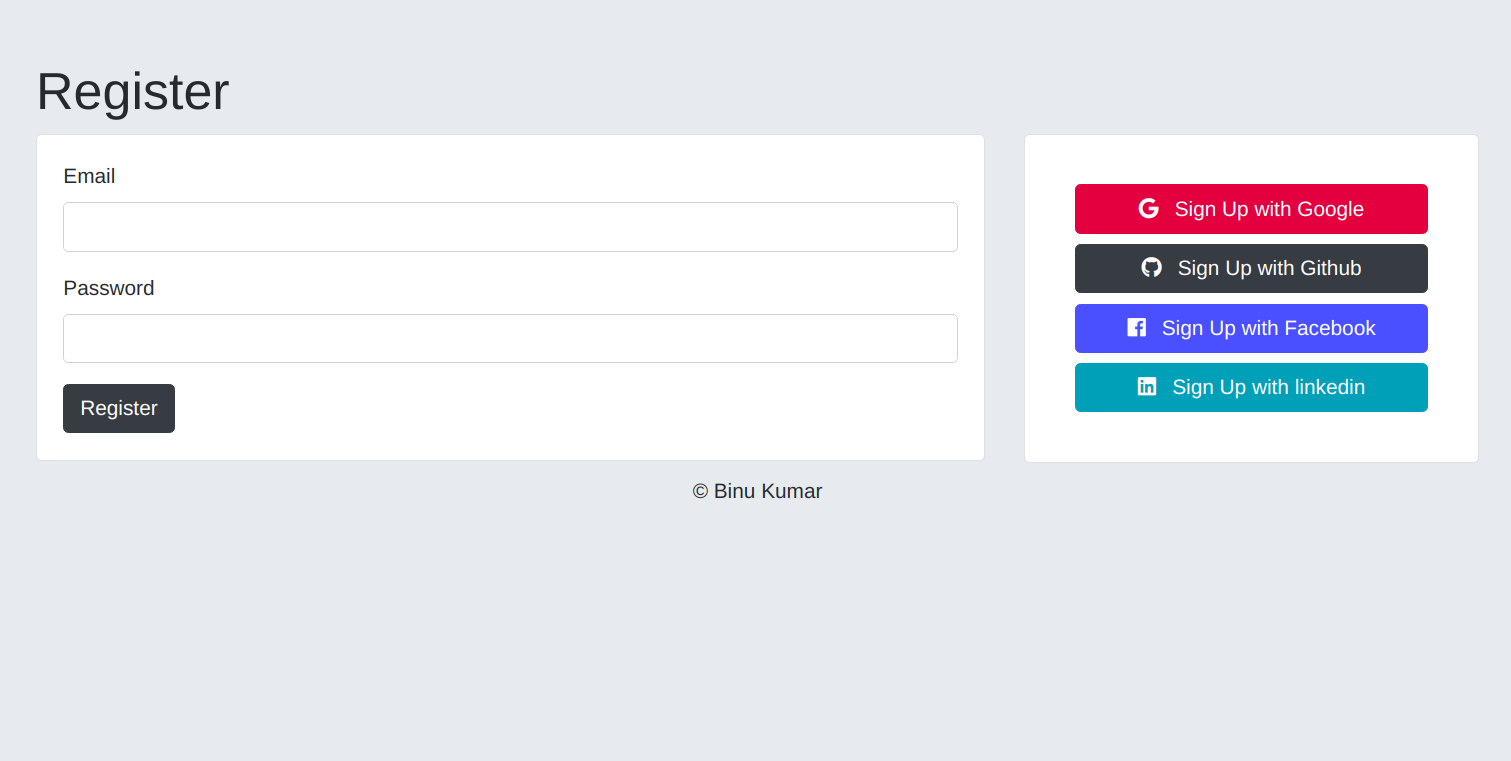 Register
Email
Password
Register
Sign Up with Google
Sign Up with Github
Sign Up with Facebook
Sign Up with linkedin
© Binu Kumar